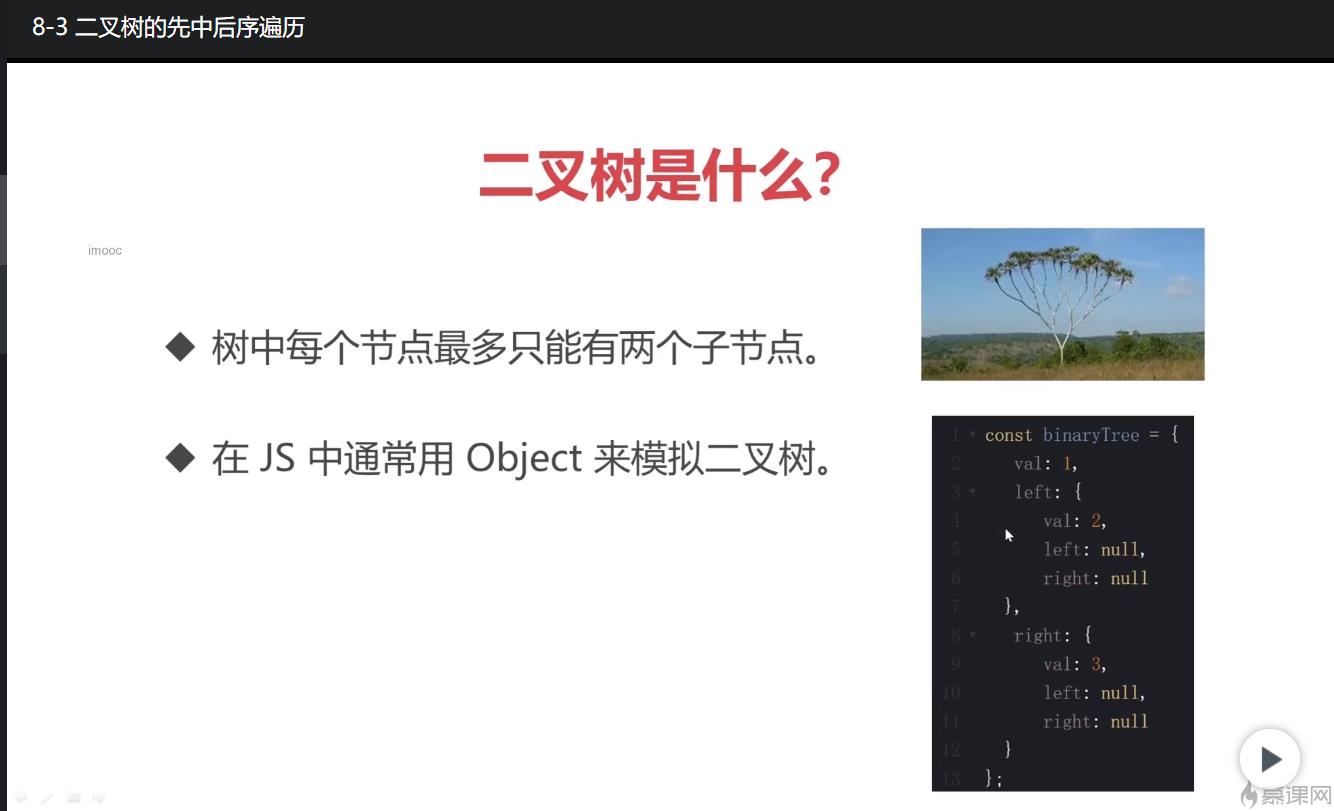 8-3 二叉树的先中后序遍历
二叉树是什么?
imooc
◆ 树中每个节点最多只能有两个子节点。
◆ 在 JS 中通常用 Object 来模拟二叉树。
1 const binaryTree = {
2 val: 1,
3 left: {
4 val: 2,
5 left: null,
6 right: null
7 },
8 right: {
9 val: 3,
10 left: null,
11 right: null
12 }
13 };
慕课网